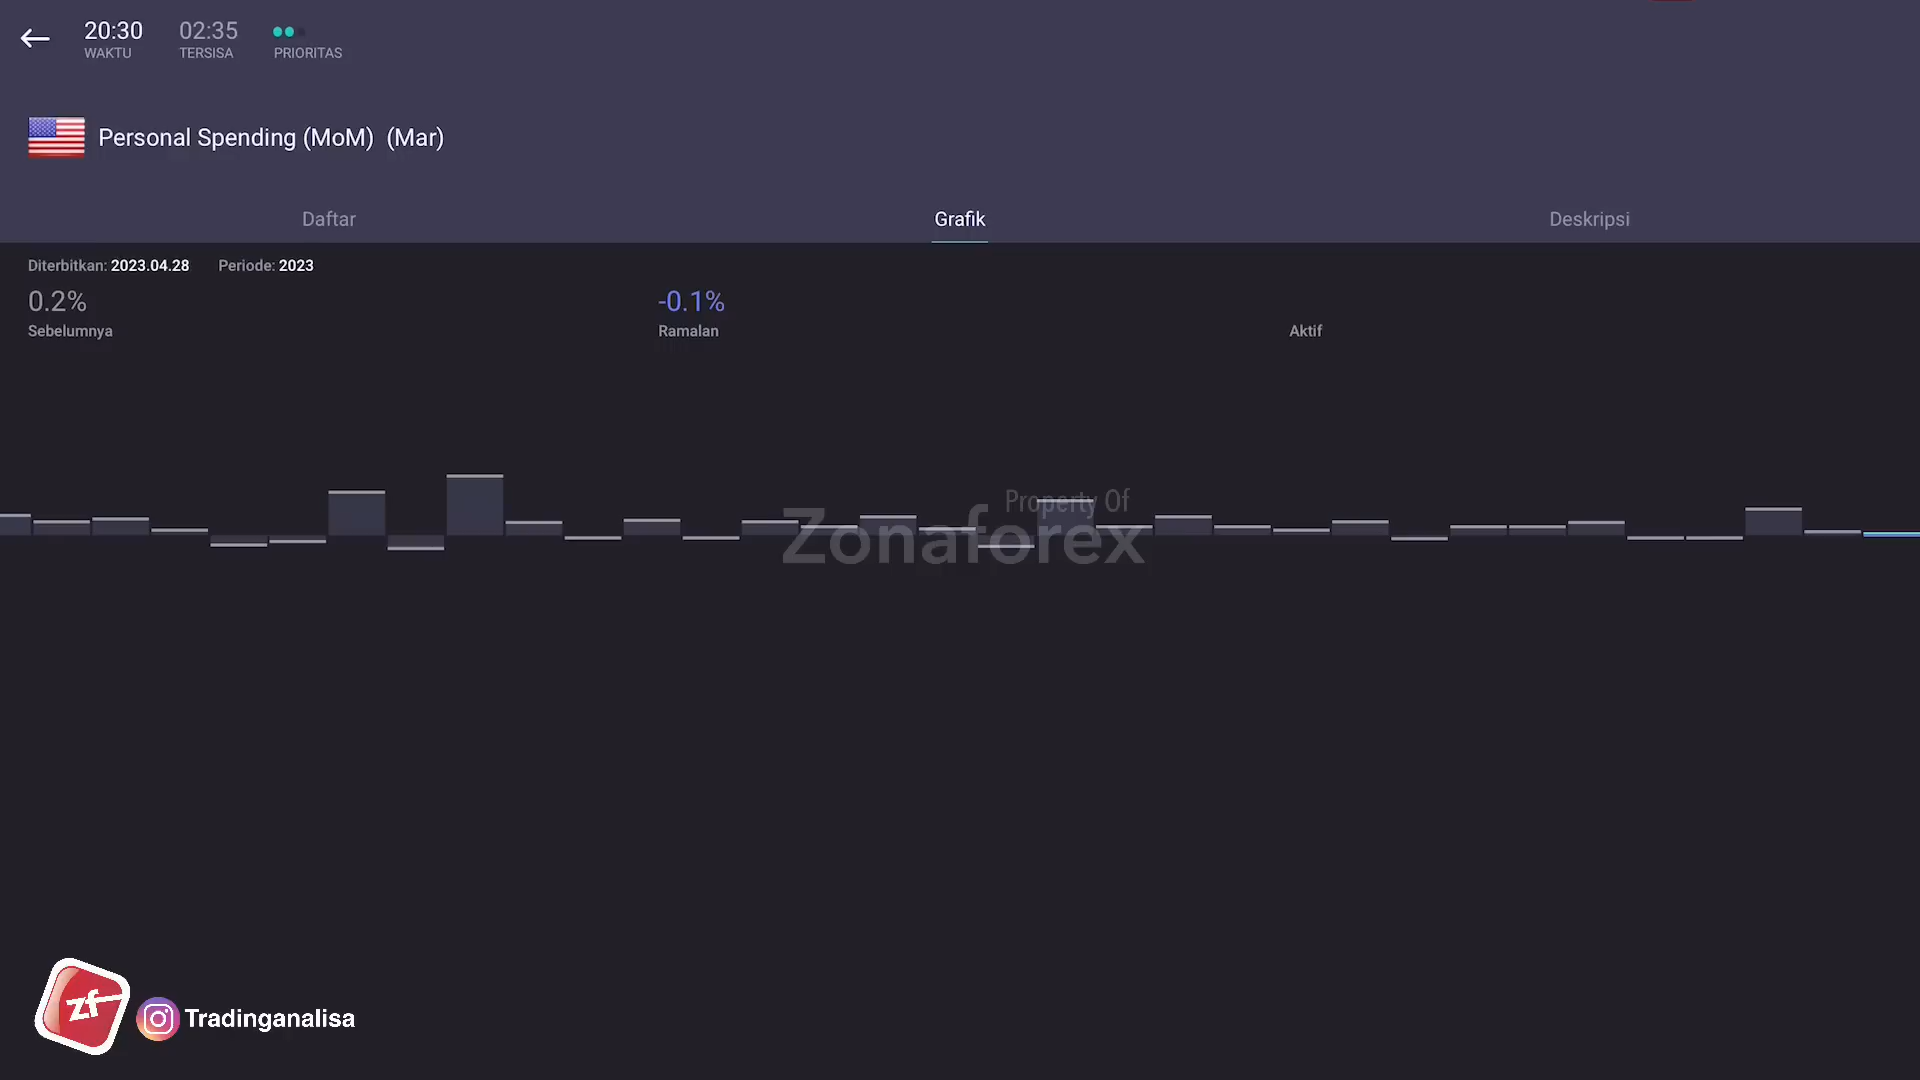 20:30
WAKTU
02:35
TERSISA
PRIORITAS
Personal Spending (MoM) (Mar)
Daftar
Grafik
Deskripsi
Diterbitkan: 2023.04.28
Periode: 2023
0.2%
Sebelumnya
-0.1%
Ramalan
Aktif
Property Of
Zonaforex
zf
Tradinganalisa